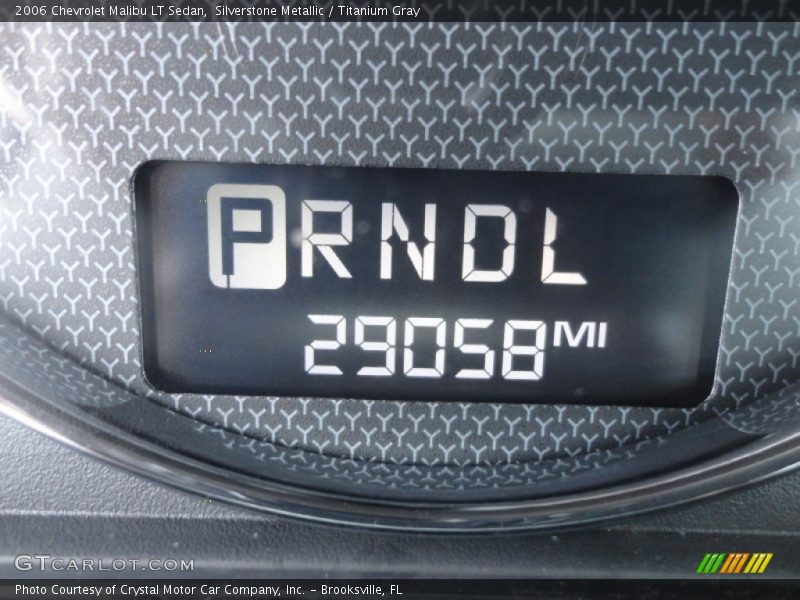 2006 Chevrolet Malibu LT Sedan, Silverstone Metallic / Titanium Gray
PRNDL
29058 MI
GTCARLOT.COM
Photo Courtesy of Crystal Motor Car Company, Inc. – Brooksville, FL